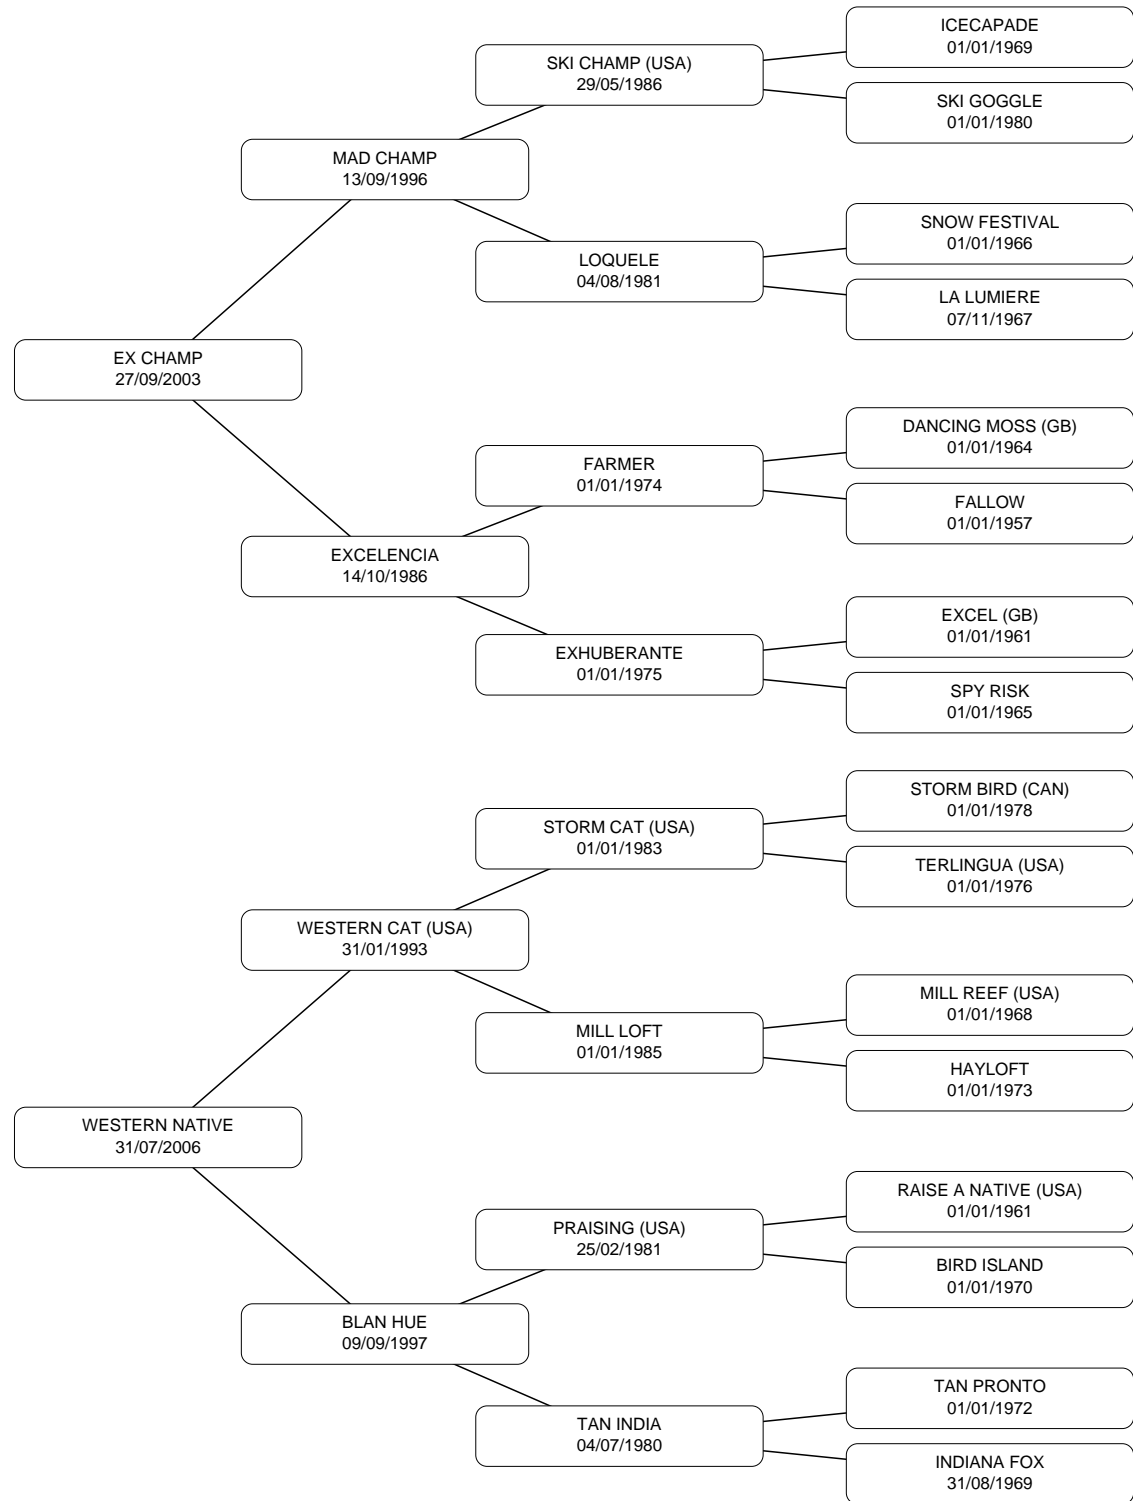 ICECAPADE
01/01/1969
SKI CHAMP (USA)
29/05/1986
SKI GOGGLE
01/01/1980
MAD CHAMP
13/09/1996
SNOW FESTIVAL
01/01/1966
LOQUELE
04/08/1981
LA LUMIERE
07/11/1967
EX CHAMP
27/09/2003
DANCING MOSS (GB)
01/01/1964
FARMER
01/01/1974
FALLOW
01/01/1957
EXCELENCIA
14/10/1986
EXCEL (GB)
01/01/1961
EXHUBERANTE
01/01/1975
SPY RISK
01/01/1965
STORM BIRD (CAN)
01/01/1978
STORM CAT (USA)
01/01/1983
TERLINGUA (USA)
01/01/1976
WESTERN CAT (USA)
31/01/1993
MILL REEF (USA)
01/01/1968
MILL LOFT
01/01/1985
HAYLOFT
01/01/1973
WESTERN NATIVE
31/07/2006
RAISE A NATIVE (USA)
01/01/1961
PRAISING (USA)
25/02/1981
BIRD ISLAND
01/01/1970
BLAN HUE
09/09/1997
TAN PRONTO
01/01/1972
TAN INDIA
04/07/1980
INDIANA FOX
31/08/1969